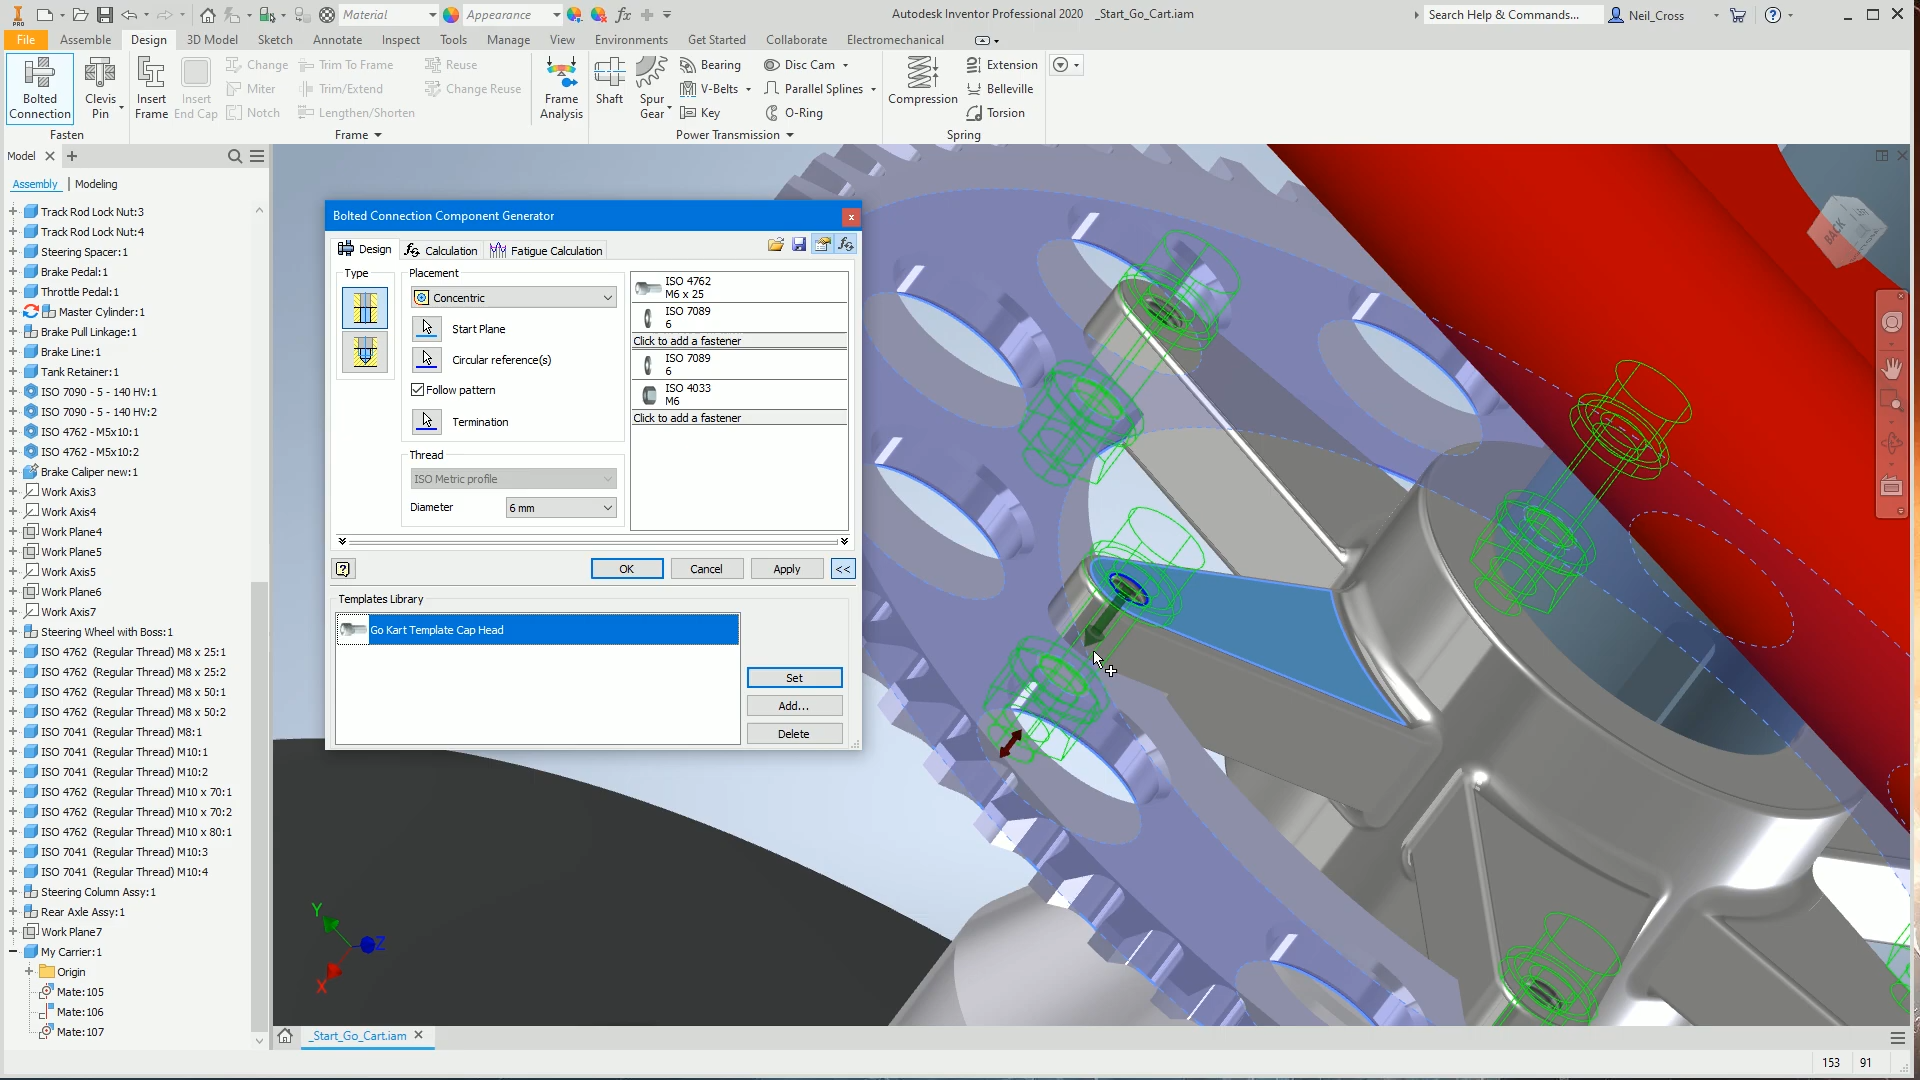 Material
Appearance
Autodesk Inventor Professional 2020 _Start_Go_Cart.iam
Search Help & Commands...
Neil_Cross
File Assemble Design 3D Model Sketch Annotate Inspect Tools Manage View Environments Get Started Collaborate Electromechanical
Bolted Connection
Clevis Pin
Fasten
Insert Frame
Insert End Cap
Change
Miter
Notch
Trim To Frame
Trim/Extend
Lengthen/Shorten
Reuse
Change Reuse
Frame
Frame Analysis
Shaft
Spur Gear
Bearing
V-Belts
Key
Disc Cam
Parallel Splines
O-Ring
Power Transmission
Compression
Extension
Belleville
Torsion
Spring
Model
Assembly Modeling
Track Rod Lock Nut:3
Track Rod Lock Nut:4
Steering Spacer:1
Brake Pedal:1
Throttle Pedal:1
Master Cylinder:1
Brake Pull Linkage:1
Brake Line:1
Tank Retainer:1
ISO 7090 - 5 - 140 HV:1
ISO 7090 - 5 - 140 HV:2
ISO 4762 - M5x10:1
ISO 4762 - M5x10:2
Brake Caliper new:1
Work Axis3
Work Axis4
Work Plane4
Work Plane5
Work Axis5
Work Plane6
Work Axis7
Steering Wheel with Boss:1
ISO 4762 (Regular Thread) M8 x 25:1
ISO 4762 (Regular Thread) M8 x 25:2
ISO 4762 (Regular Thread) M8 x 50:1
ISO 4762 (Regular Thread) M8 x 50:2
ISO 7041 (Regular Thread) M8:1
ISO 7041 (Regular Thread) M10:1
ISO 7041 (Regular Thread) M10:2
ISO 4762 (Regular Thread) M10 x 70:1
ISO 4762 (Regular Thread) M10 x 70:2
ISO 4762 (Regular Thread) M10 x 80:1
ISO 7041 (Regular Thread) M10:3
ISO 7041 (Regular Thread) M10:4
Steering Column Assy:1
Rear Axle Assy:1
Work Plane7
My Carrier:1
Origin
Mate:105
Mate:106
Mate:107
Bolted Connection Component Generator
Design Calculation Fatigue Calculation
Type
Placement
Concentric
Start Plane
Circular reference(s)
Follow pattern
Termination
Thread
ISO Metric profile
Diameter 6 mm
ISO 4762
M6 x 25
ISO 7089
6
Click to add a fastener
ISO 7089
6
ISO 4033
M6
Click to add a fastener
OK Cancel Apply <<
Templates Library
Go Kart Template Cap Head
Set
Add...
Delete
BACK
Y
Z
X
_Start_Go_Cart.iam
153 91